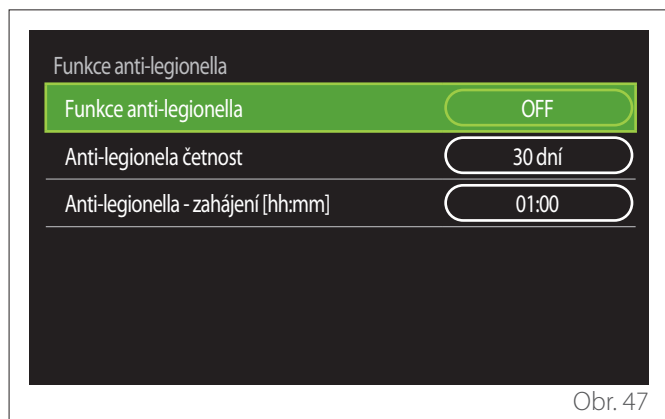 Funkce anti-legionella
Funkce anti-legionella OFF
Anti-legionela četnost 30 dní
Anti-legionella - zahájení [hh:mm] 01:00
Obr. 47